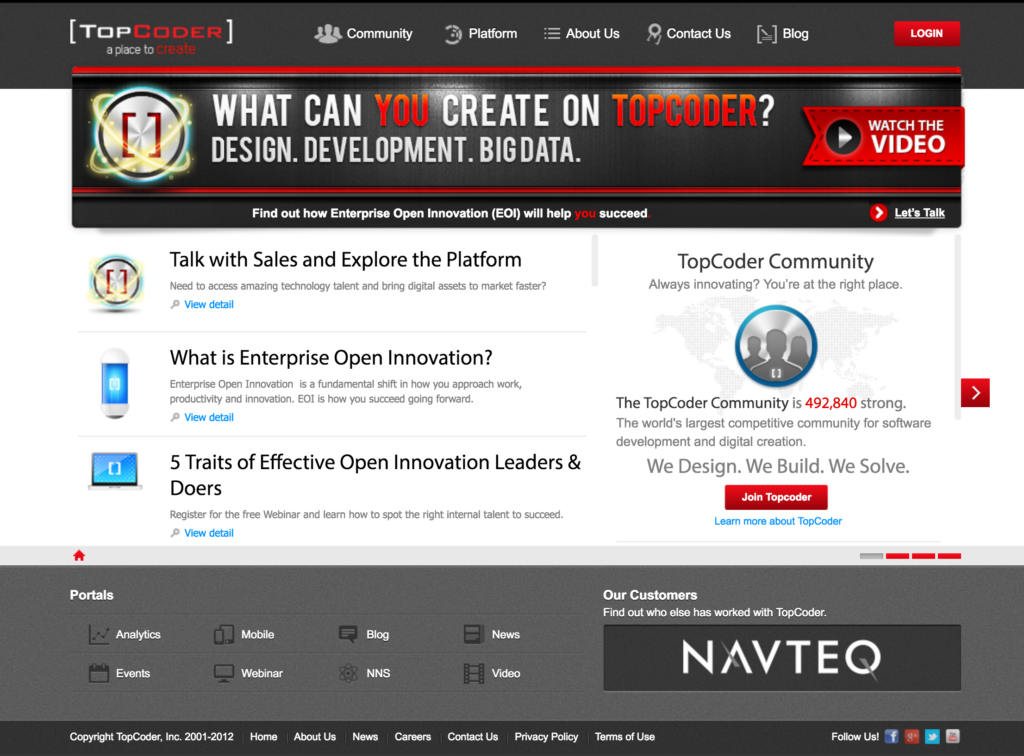 [TOPCODER]
a place to create
Community
Platform
About Us
Contact Us
Blog
LOGIN
WHAT CAN YOU CREATE ON TOPCODER?
DESIGN. DEVELOPMENT. BIG DATA.
WATCH THE
VIDEO
Find out how Enterprise Open Innovation (EOI) will help you succeed.
Let's Talk
Talk with Sales and Explore the Platform
Need to access amazing technology talent and bring digital assets to market faster?
View detail
What is Enterprise Open Innovation?
Enterprise Open Innovation is a fundamental shift in how you approach work,
productivity and innovation. EOI is how you succeed going forward.
View detail
5 Traits of Effective Open Innovation Leaders &
Doers
Register for the free Webinar and learn how to spot the right internal talent to succeed.
View detail
TopCoder Community
Always innovating? You're at the right place.
The TopCoder Community is 492,840 strong.
The world's largest competitive community for software
development and digital creation.
We Design. We Build. We Solve.
Join Topcoder
Learn more about TopCoder
Portals
Analytics
Mobile
Blog
News
Events
Webinar
NNS
Video
Our Customers
Find out who else has worked with TopCoder.
NAVTEQ
Copyright TopCoder, Inc. 2001-2012
Home
About Us
News
Careers
Contact Us
Privacy Policy
Terms of Use
Follow Us!